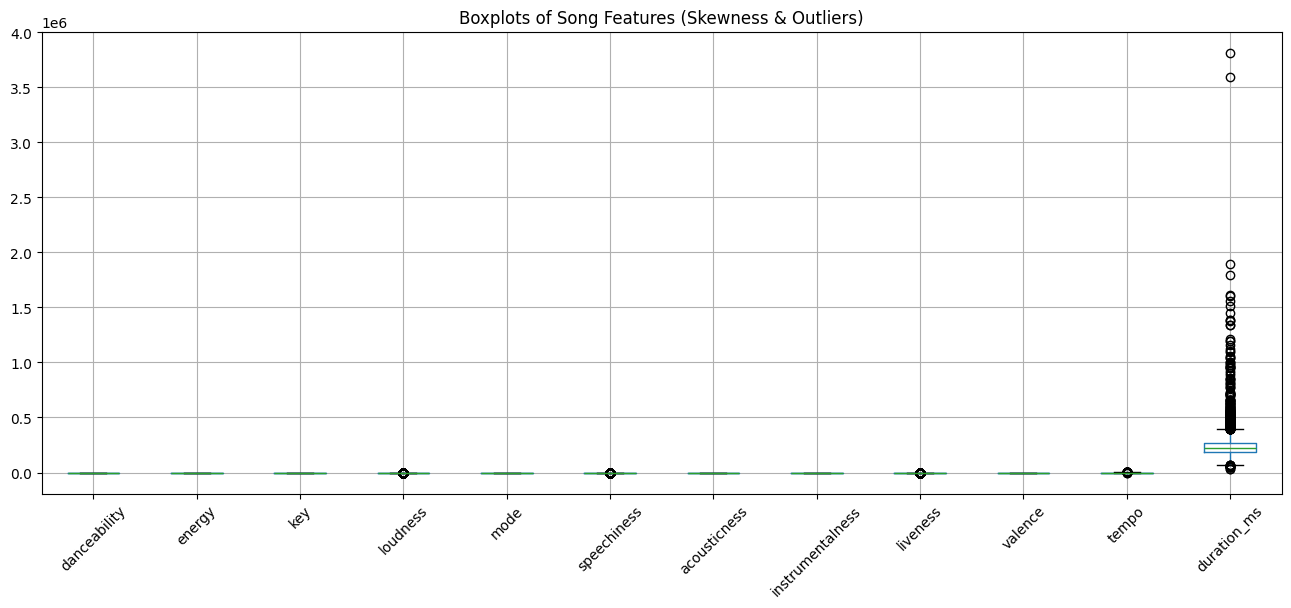 Boxplots of Song Features (Skewness & Outliers)
1e6
4.0
3.5
3.0
2.5
2.0
1.5
1.0
0.5
0.0
danceability
energy
key
loudness
mode
speechiness
acousticness
instrumentalness
liveness
valence
tempo
duration_ms